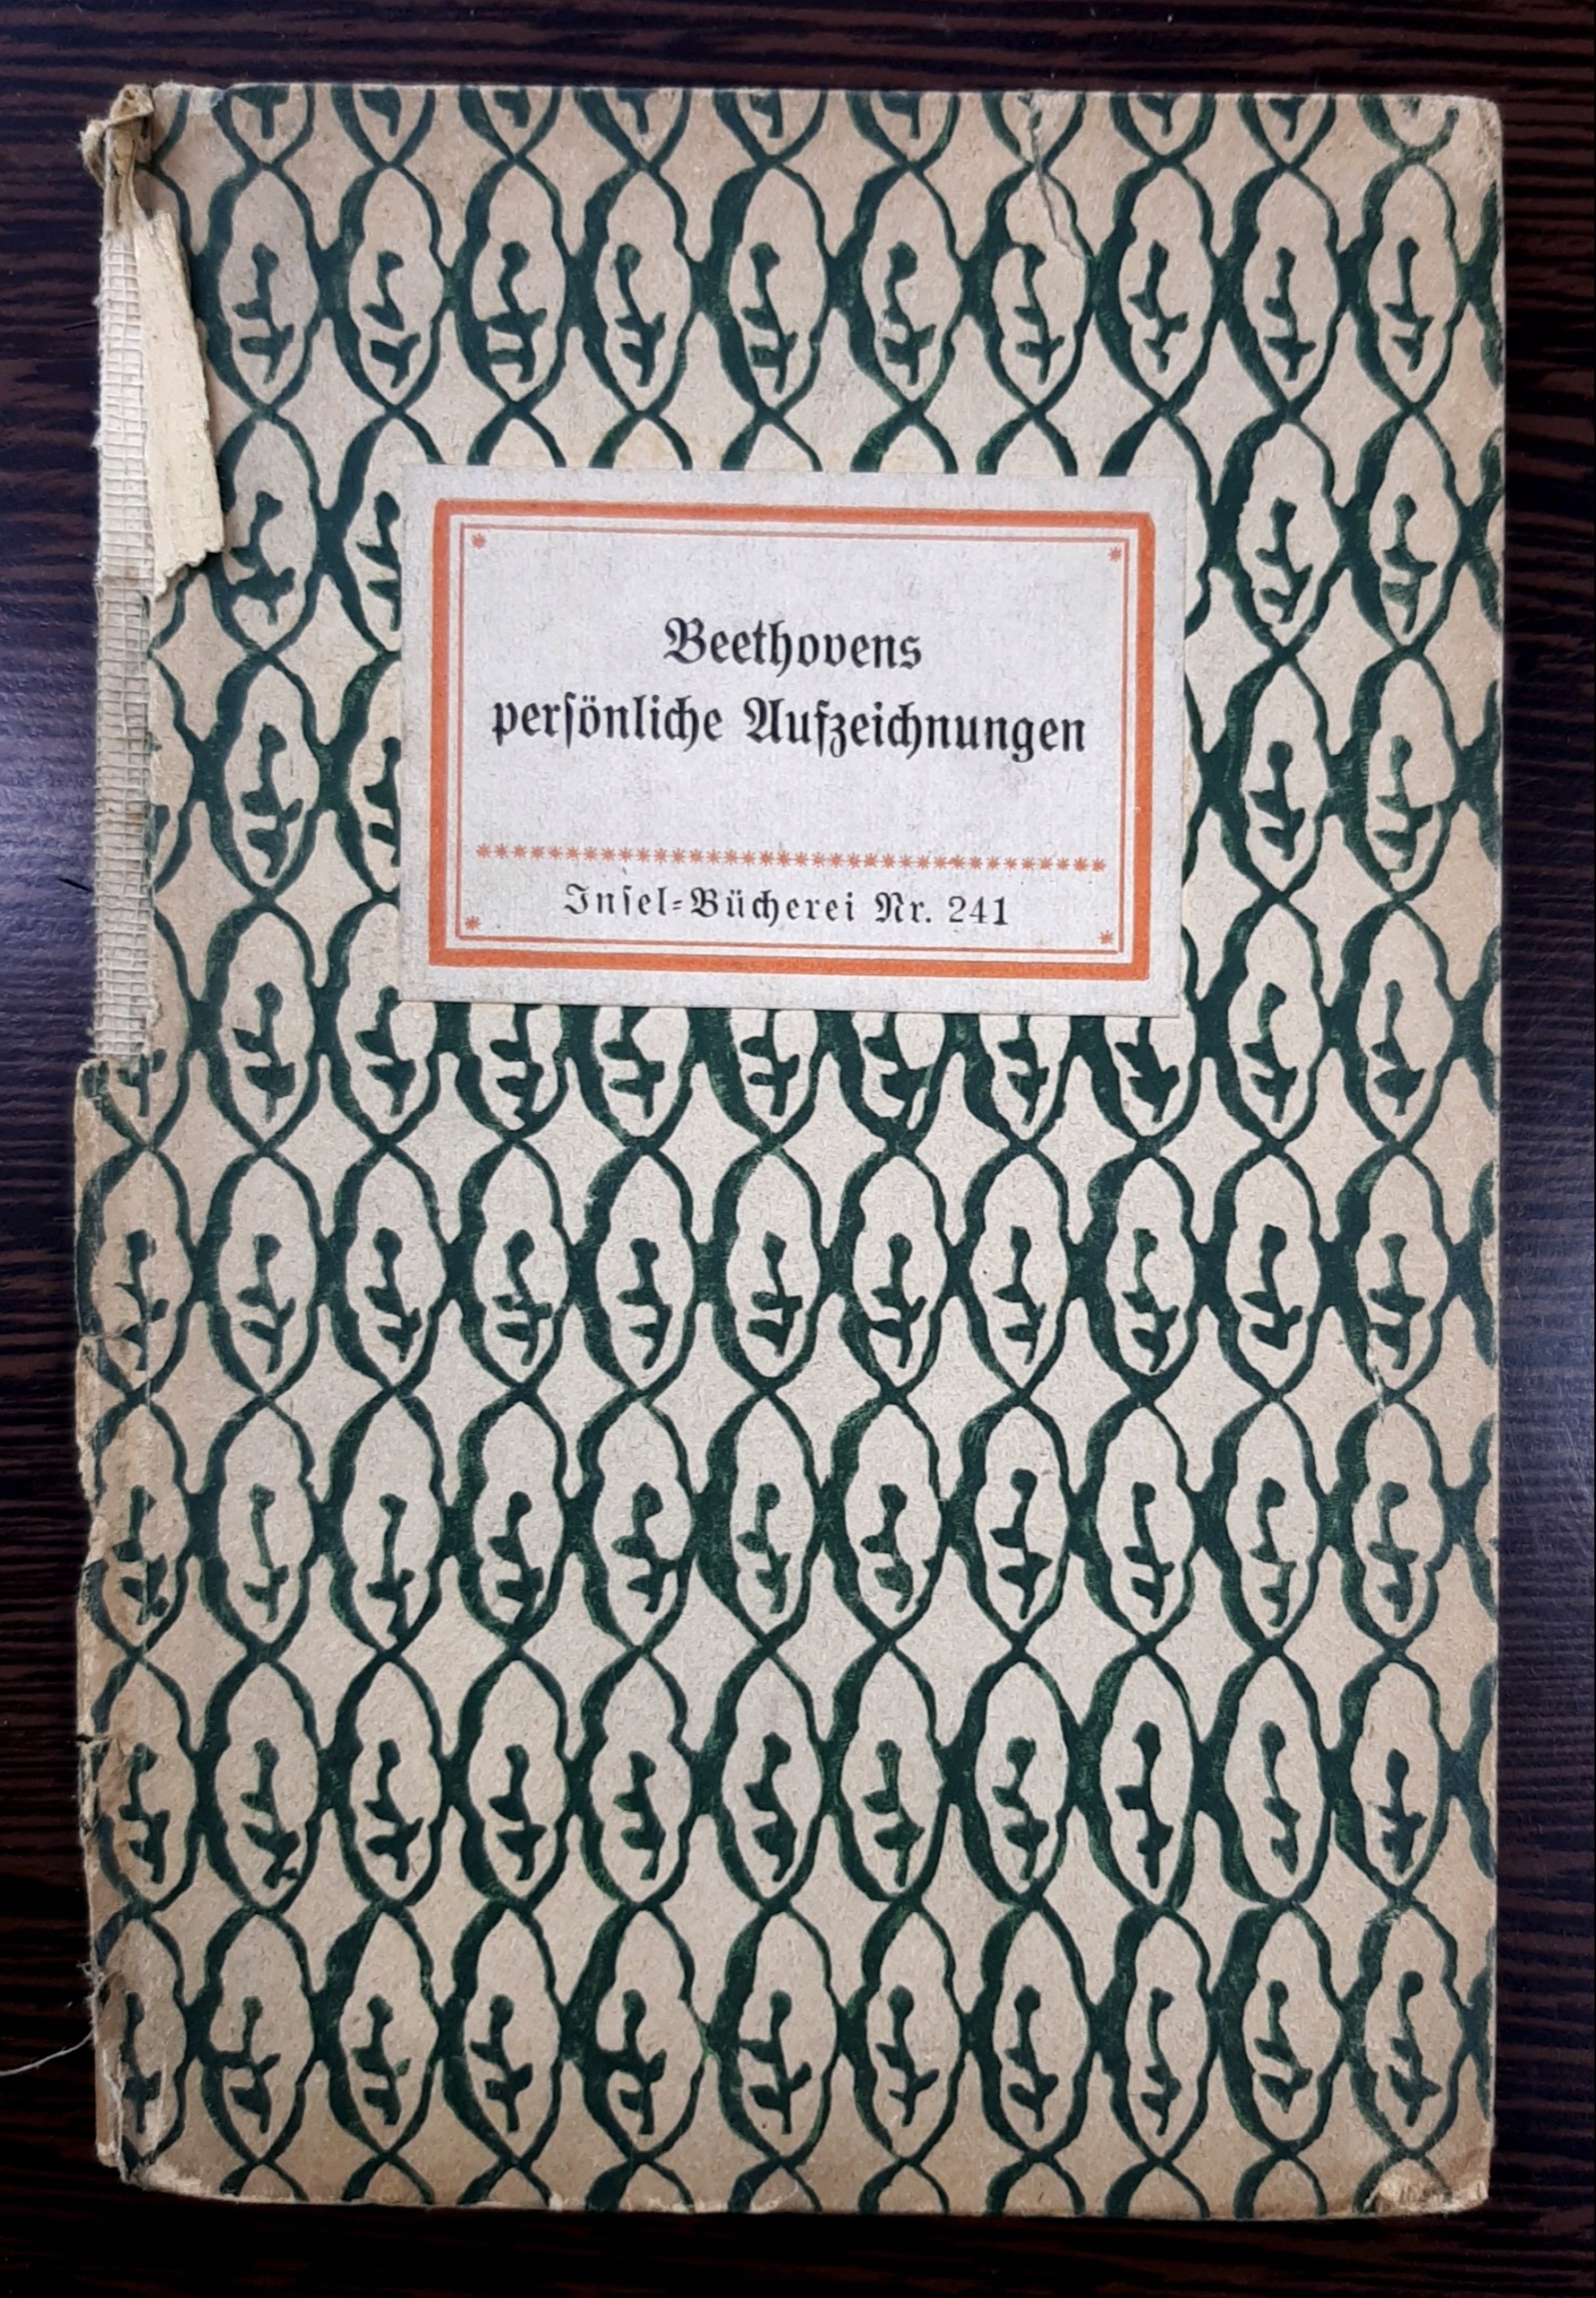 Beethovens
perſönliche Aufzeichnungen
Inſel-Bücherei Nr. 241